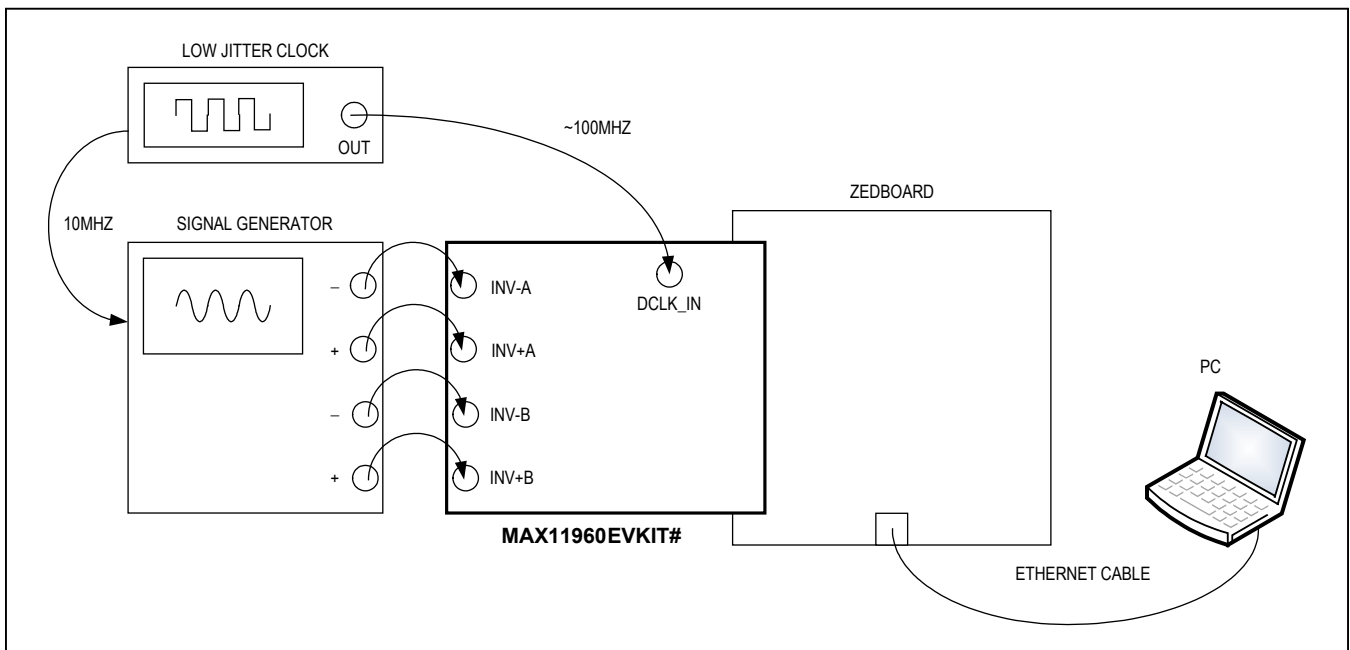 LOW JITTER CLOCK
OUT
~100MHZ
10MHZ
SIGNAL GENERATOR
ZEDBOARD
–
INV-A
DCLK_IN
+
INV+A
–
INV-B
+
INV+B
MAX11960EVKIT#
PC
ETHERNET CABLE